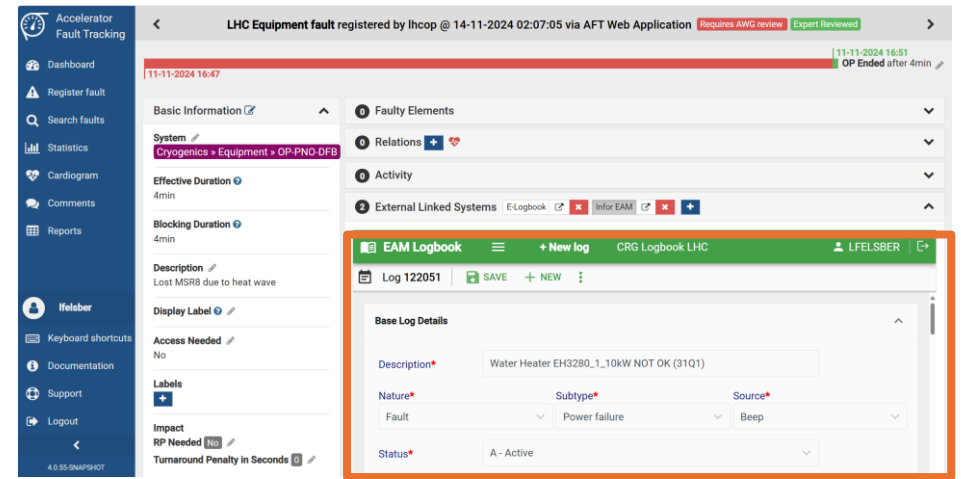 Accelerator
Fault Tracking
Dashboard
Register fault
Search faults
Statistics
Cardiogram
Comments
Reports
lfelsber
Keyboard shortcuts
Documentation
Support
Logout
4.0.55-SNAPSHOT
LHC Equipment fault registered by lhcop @ 14-11-2024 02:07:05 via AFT Web Application Requires AWG review Expert Reviewed
11-11-2024 16:51
OP Ended after 4min
11-11-2024 16:47
Basic Information
System
Cryogenics » Equipment » OP-PNO-DFB
Effective Duration
4min
Blocking Duration
4min
Description
Lost MSR8 due to heat wave
Display Label
Access Needed
No
Labels
Impact
RP Needed No
Turnaround Penalty in Seconds 0
0 Faulty Elements
0 Relations
0 Activity
2 External Linked Systems E-Logbook Infor EAM
EAM Logbook + New log CRG Logbook LHC LFELSBER
Log 122051 SAVE + NEW
Base Log Details
Description* Water Heater EH3280_1_10kW NOT OK (31Q1)
Nature* Subtype* Source*
Fault Power failure Beep
Status* A - Active